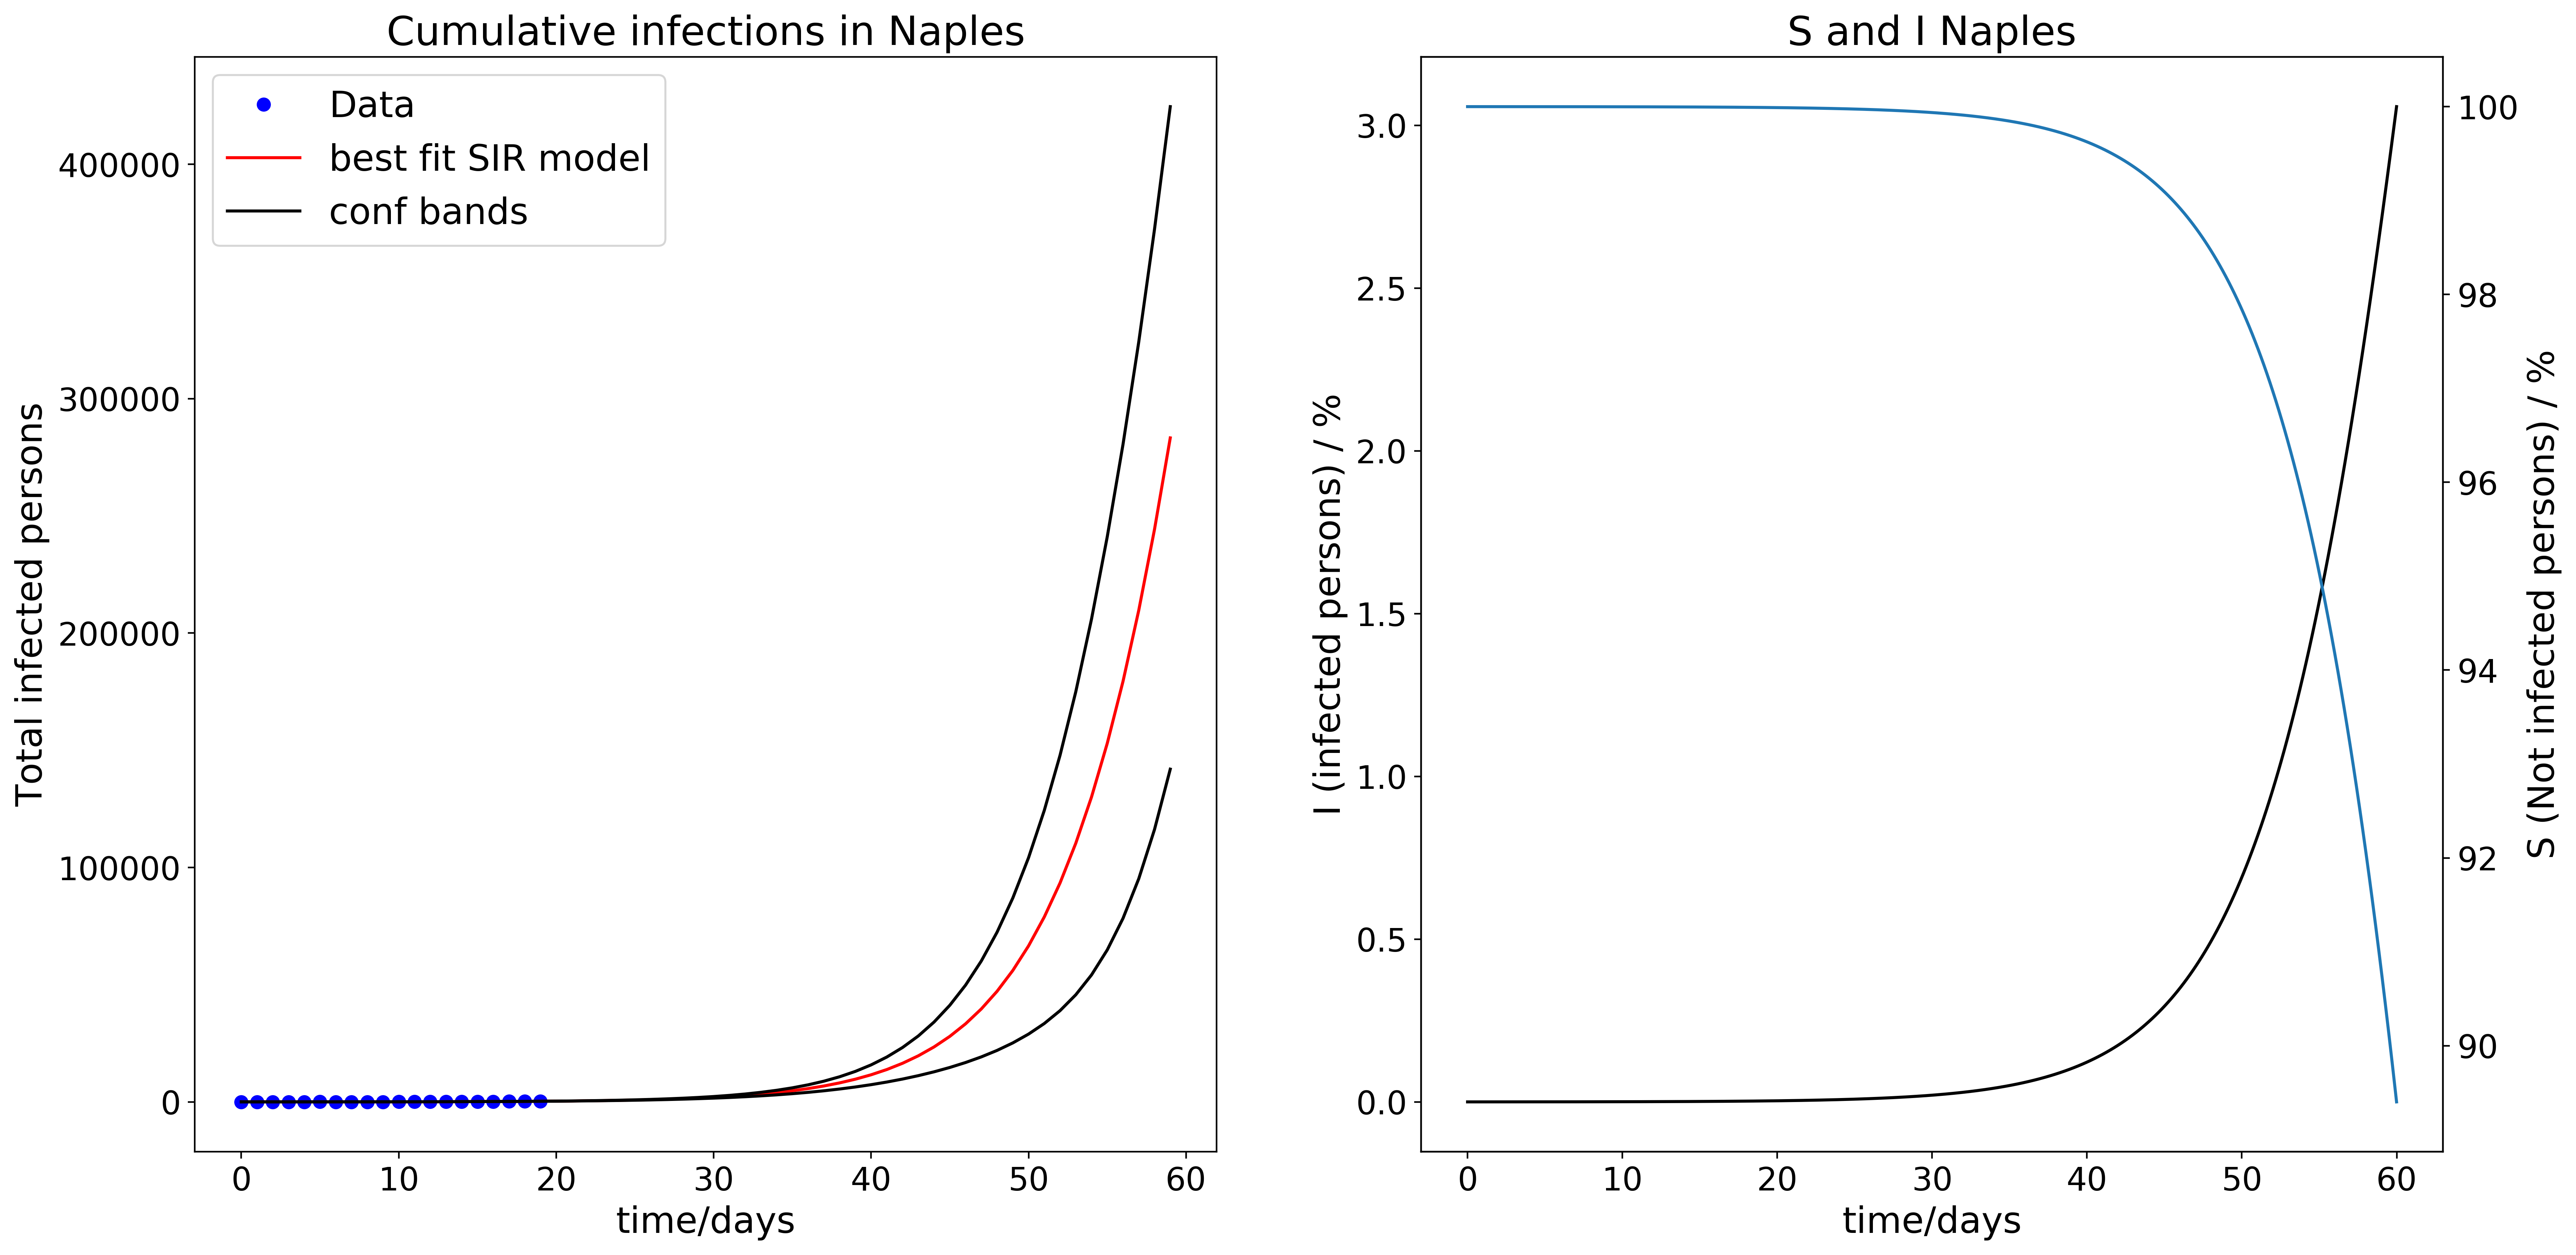 Cumulative infections in Naples
Data
best fit SIR model
conf bands
400000
300000
200000
100000
0
Total infected persons
0 10 20 30 40 50 60
time/days
S and I Naples
3.0
2.5
2.0
1.5
1.0
0.5
0.0
I (infected persons) / %
100
98
96
94
92
90
S (Not infected persons) / %
0 10 20 30 40 50 60
time/days